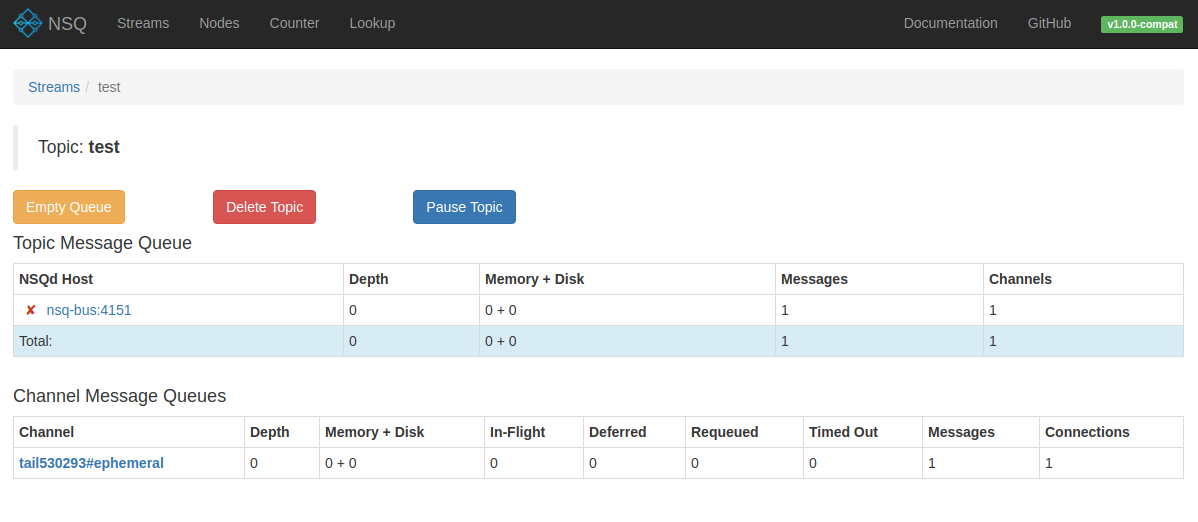 NSQ Streams Nodes Counter Lookup Documentation GitHub v1.0.0-compat
Streams / test
Topic: test
Empty Queue Delete Topic Pause Topic
Topic Message Queue
NSQd Host Depth Memory + Disk Messages Channels
✘ nsq-bus:4151 0 0 + 0 1 1
Total: 0 0 + 0 1 1
Channel Message Queues
Channel Depth Memory + Disk In-Flight Deferred Requeued Timed Out Messages Connections
tail530293#ephemeral 0 0 + 0 0 0 0 0 1 1